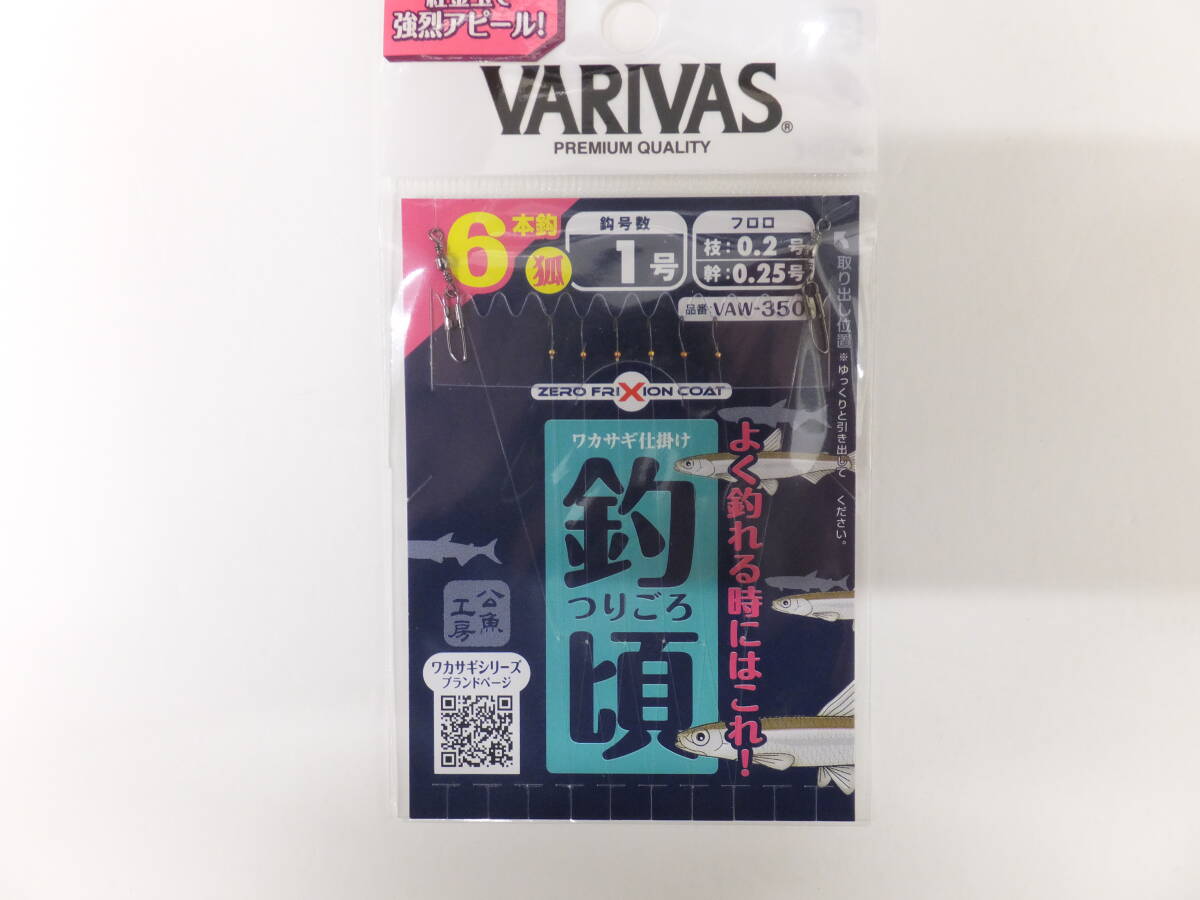 強烈アピール!
VARIVAS®
PREMIUM QUALITY
6本鈎
狐
鈎号数
1号
フロロ
枝:0.2号
幹:0.25号
品番:VAW-350
取り出し位置
※ゆっくりと引き出して ください。
ZERO FRIXION COAT
ワカサギ仕掛け
釣頃
つりごろ
よく釣れる時にはこれ!
公魚
工房
ワカサギシリーズ
ブランドページ